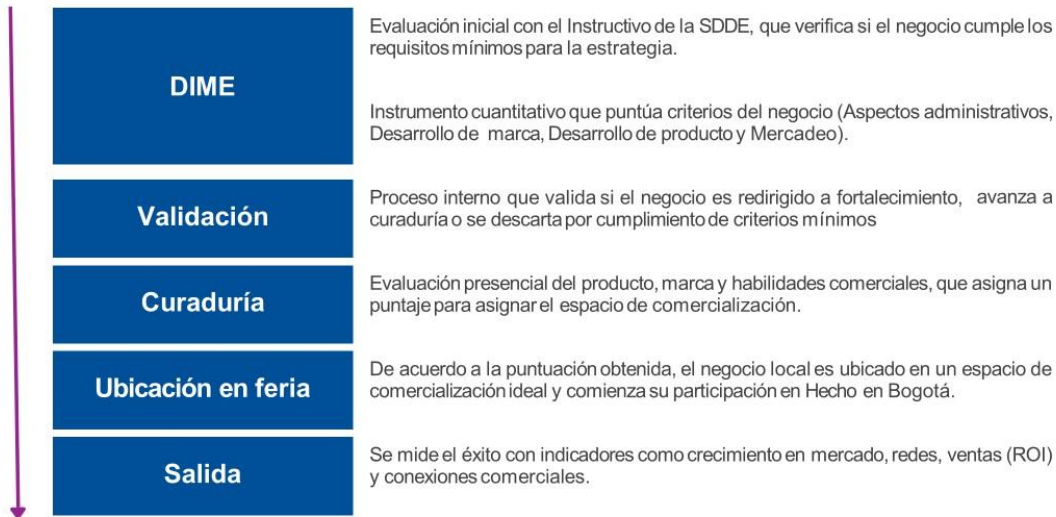 DIME
Evaluación inicial con el Instructivo de la SDDE, que verifica si el negocio cumple los
requisitos mínimos para la estrategia.
Instrumento cuantitativo que puntúa criterios del negocio (Aspectos administrativos,
Desarrollo de marca, Desarrollo de producto y Mercadeo).
Validación
Proceso interno que valida si el negocio es redirigido a fortalecimiento, avanza a
curaduría o se descarta por cumplimiento de criterios mínimos
Curaduría
Evaluación presencial del producto, marca y habilidades comerciales, que asigna un
puntaje para asignar el espacio de comercialización.
Ubicación en feria
De acuerdo a la puntuación obtenida, el negocio local es ubicado en un espacio de
comercialización ideal y comienza su participación en Hecho en Bogotá.
Salida
Se mide el éxito con indicadores como crecimiento en mercado, redes, ventas (ROI)
y conexiones comerciales.